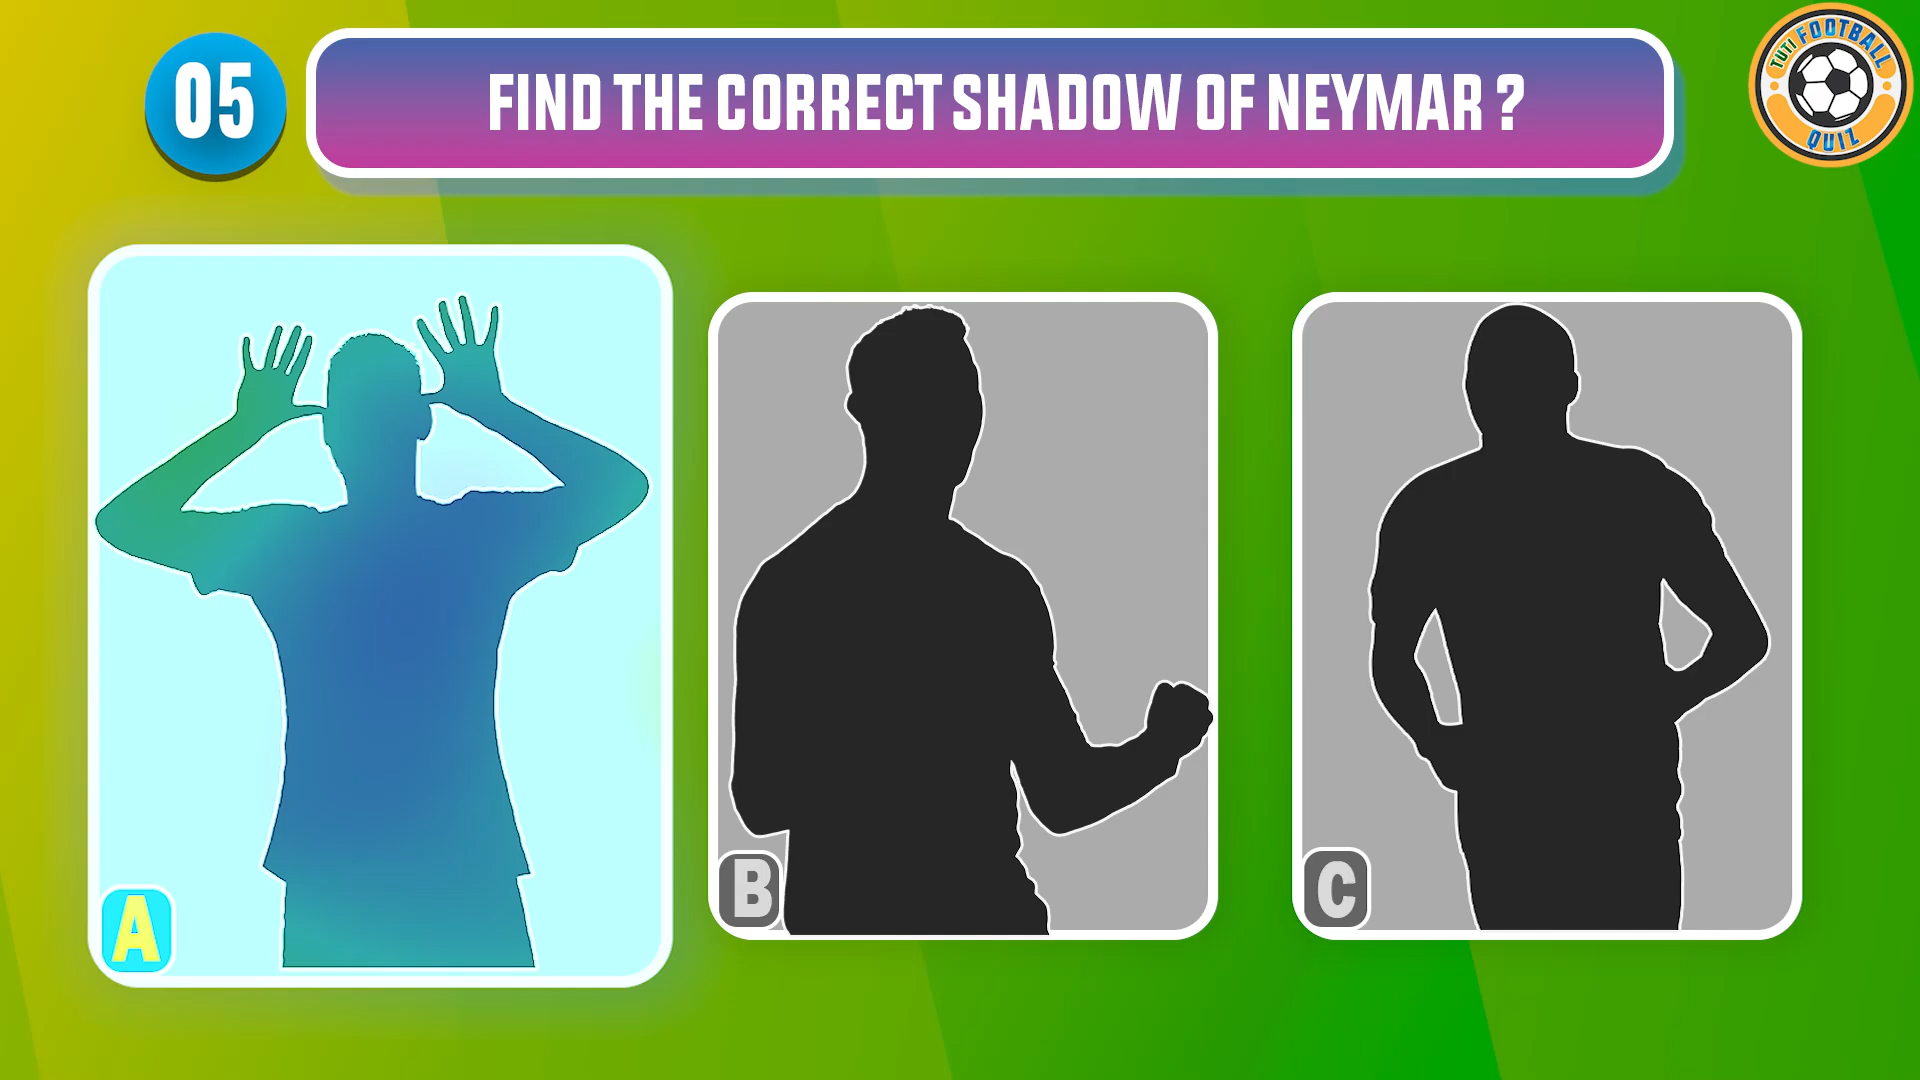 05
FIND THE CORRECT SHADOW OF NEYMAR ?
TUTI FOOTBALL
QUIZ
A
B
C